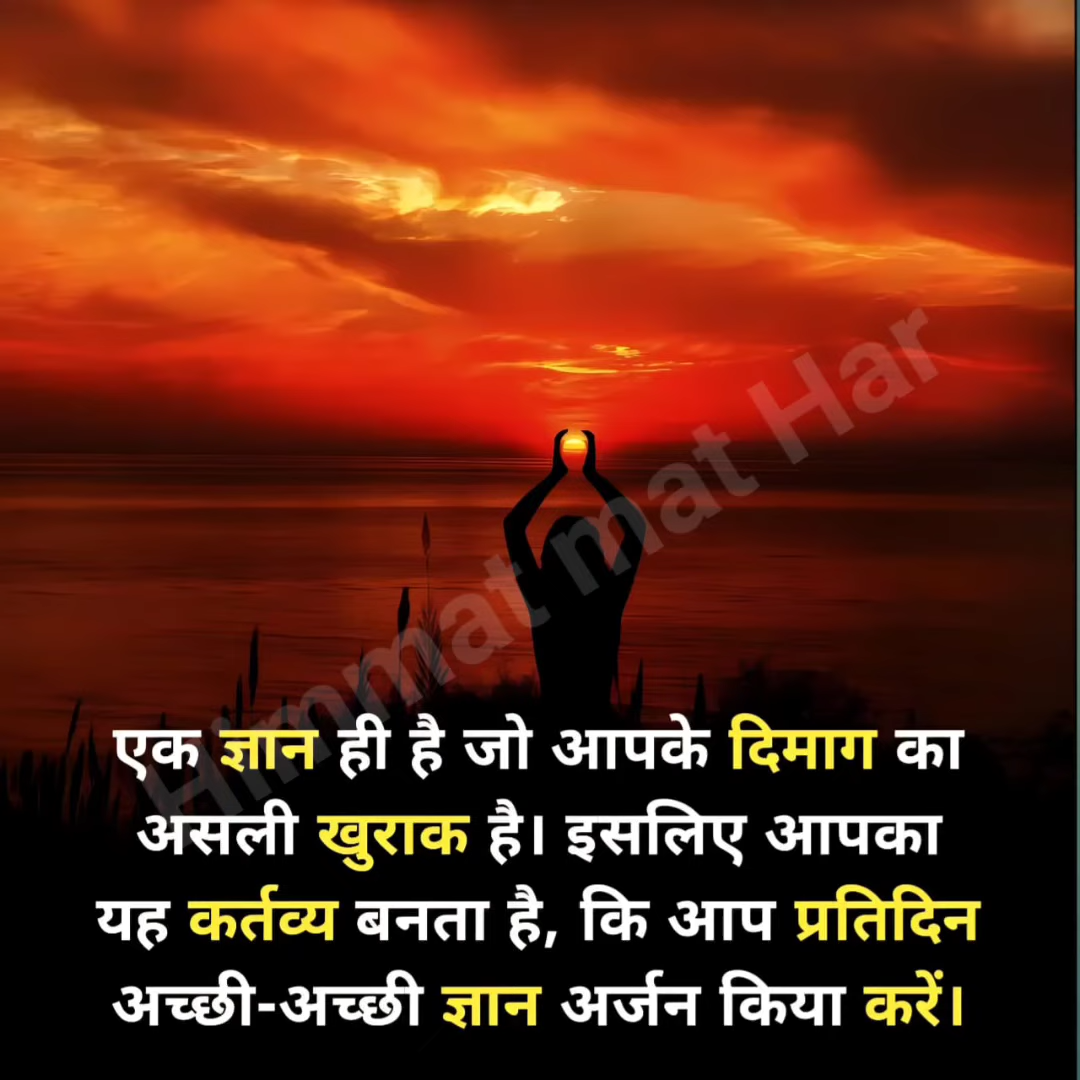 Himmat mat Har
एक ज्ञान ही है जो आपके दिमाग का
असली खुराक है। इसलिए आपका
यह कर्तव्य बनता है, कि आप प्रतिदिन
अच्छी-अच्छी ज्ञान अर्जन किया करें।